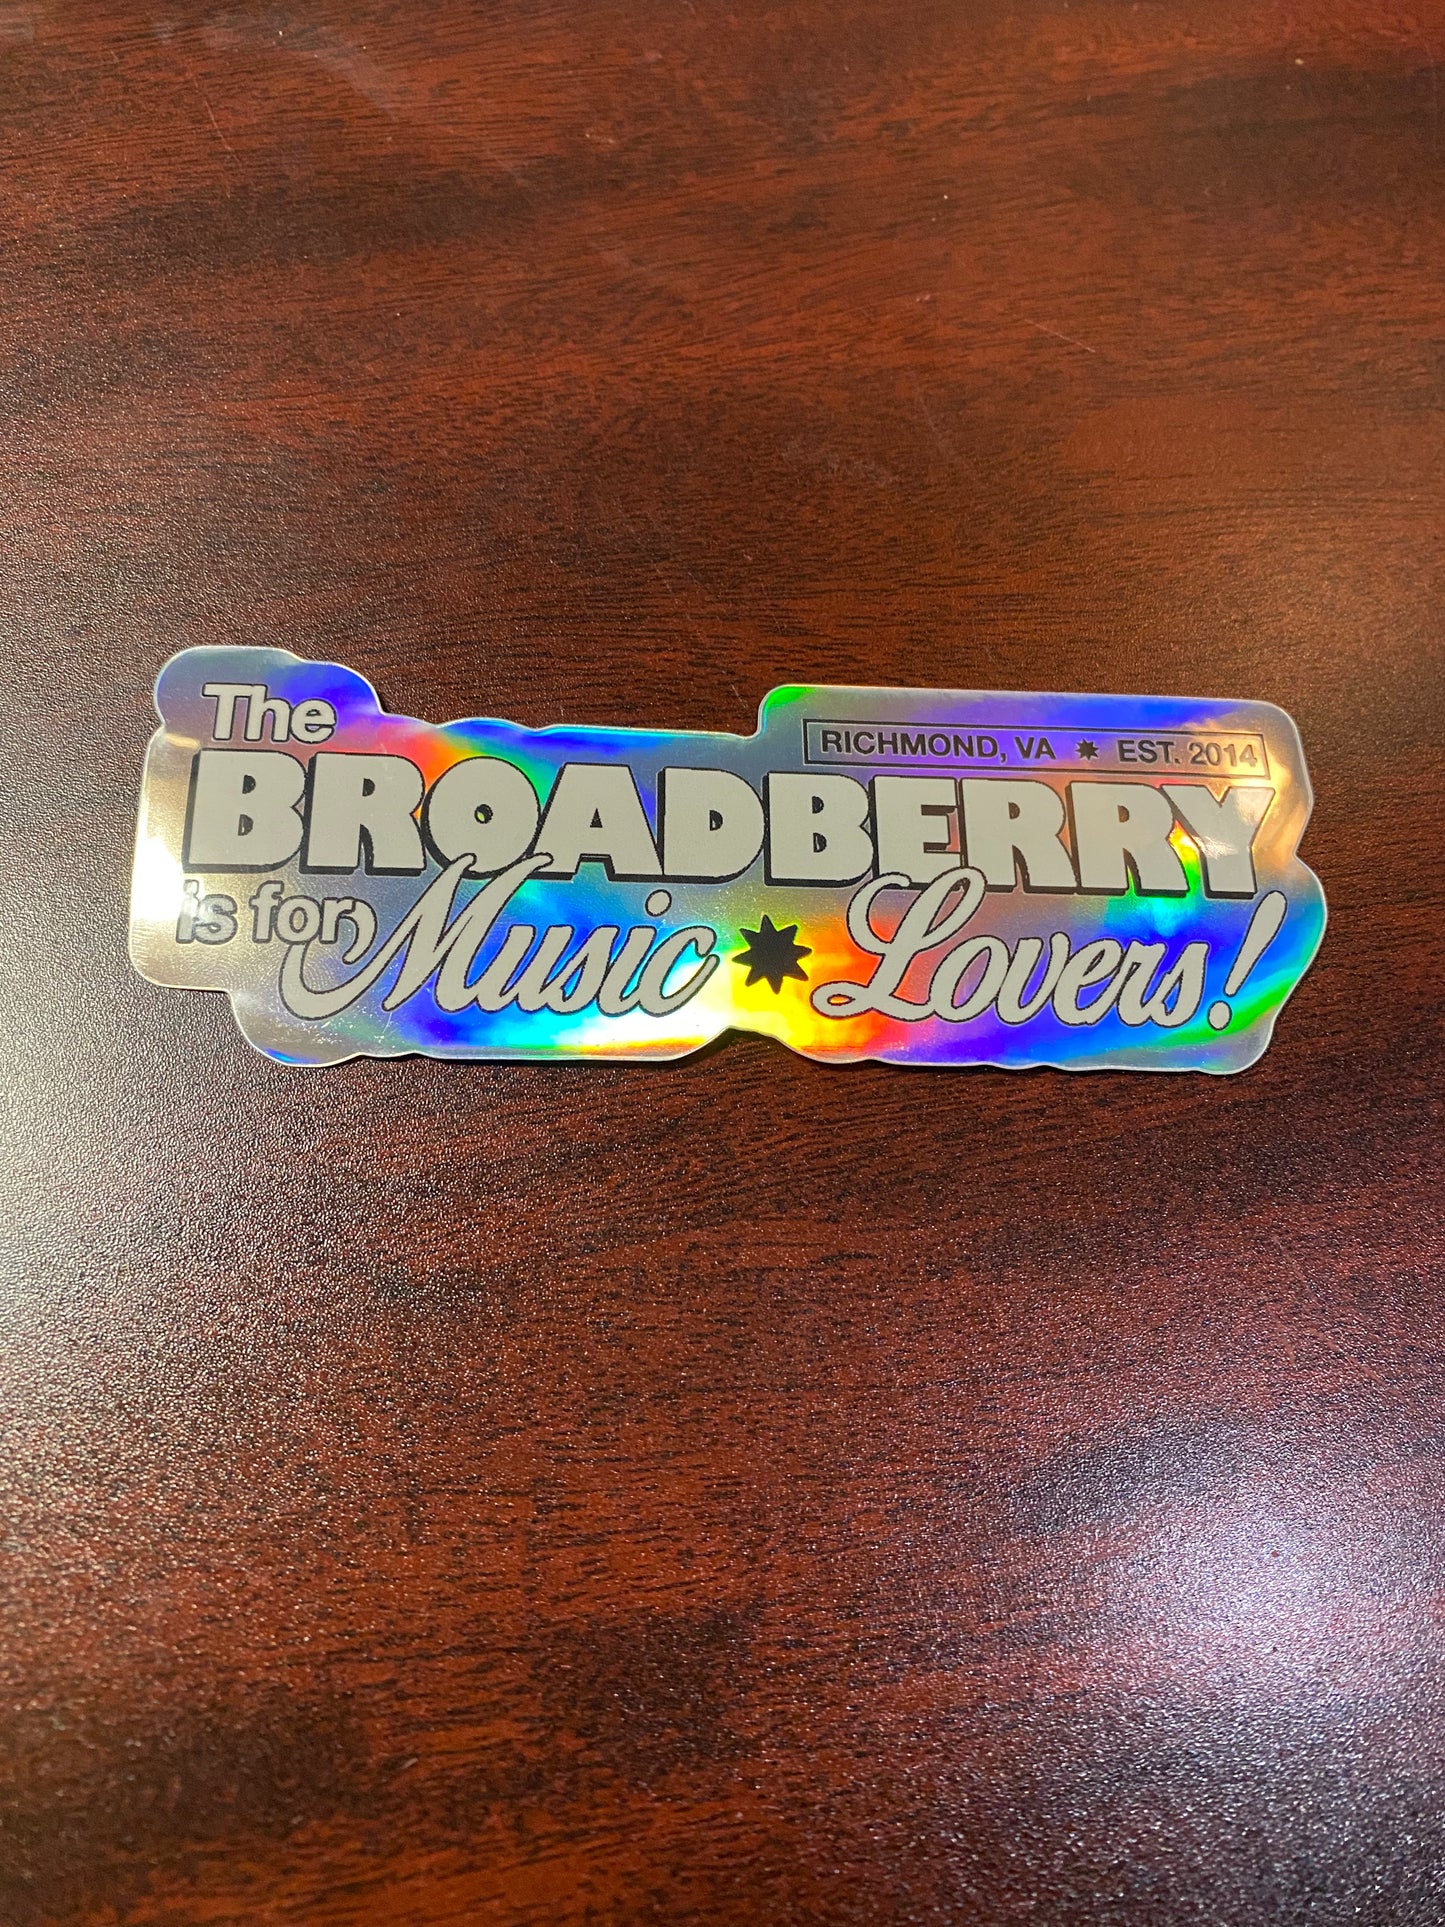 The
RICHMOND, VA ✷ EST. 2014
BROADBERRY
is for Music ✷ Lovers!